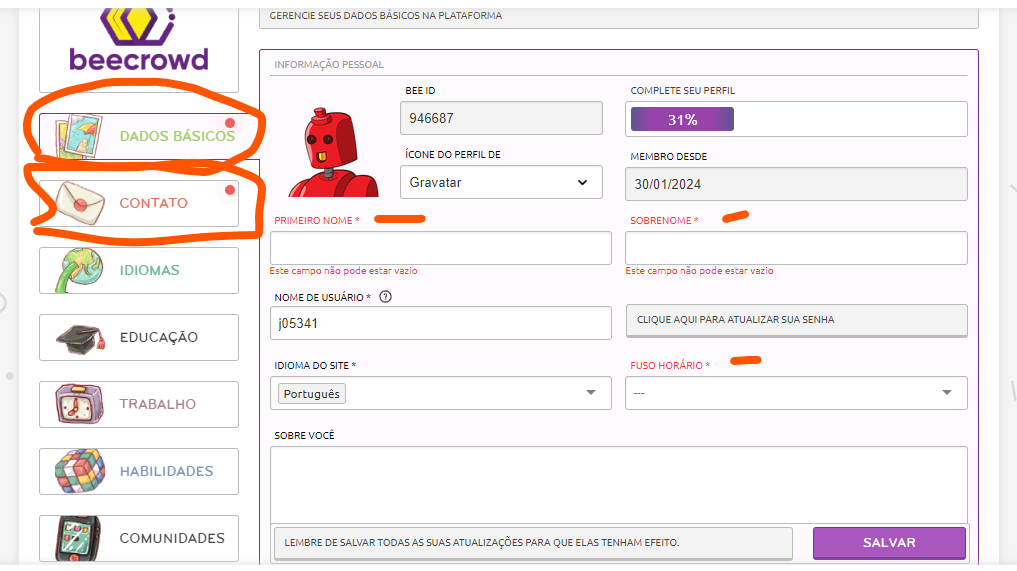 GERENCIE SEUS DADOS BÁSICOS NA PLATAFORMA
beecrowd
INFORMAÇÃO PESSOAL
BEE ID
COMPLETE SEU PERFIL
946687
31%
DADOS BÁSICOS
ÍCONE DO PERFIL DE
MEMBRO DESDE
Gravatar
30/01/2024
CONTATO
PRIMEIRO NOME *
SOBRENOME *
Este campo não pode estar vazio
Este campo não pode estar vazio
IDIOMAS
NOME DE USUÁRIO * ?
j05341
CLIQUE AQUI PARA ATUALIZAR SUA SENHA
EDUCAÇÃO
IDIOMA DO SITE *
FUSO HORÁRIO *
Português
---
TRABALHO
SOBRE VOCÊ
HABILIDADES
COMUNIDADES
LEMBRE DE SALVAR TODAS AS SUAS ATUALIZAÇÕES PARA QUE ELAS TENHAM EFEITO.
SALVAR